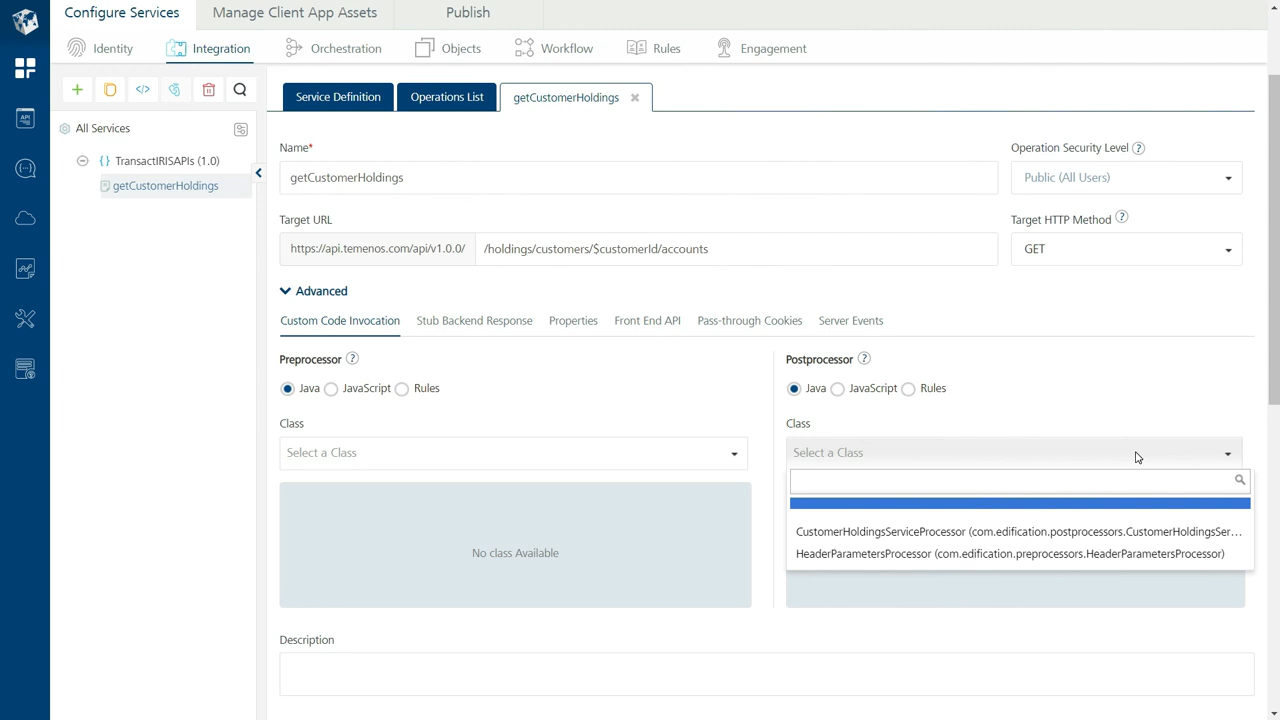 Configure Services
Manage Client App Assets
Publish
Identity
Integration
Orchestration
Objects
Workflow
Rules
Engagement
API
All Services
Service Definition
Operations List
getCustomerHoldings
TransactIRISAPIs (1.0)
getCustomerHoldings
Name*
Operation Security Level ?
getCustomerHoldings
Public (All Users)
Target URL
Target HTTP Method ?
https://api.temenos.com/api/v1.0.0/
/holdings/customers/$customerId/accounts
GET
Advanced
Custom Code Invocation
Stub Backend Response
Properties
Front End API
Pass-through Cookies
Server Events
Preprocessor ?
Postprocessor ?
Java
JavaScript
Rules
Java
JavaScript
Rules
Class
Class
Select a Class
Select a Class
CustomerHoldingsServiceProcessor (com.edification.postprocessors.CustomerHoldingsSer...
HeaderParametersProcessor (com.edification.preprocessors.HeaderParametersProcessor)
No class Available
Description